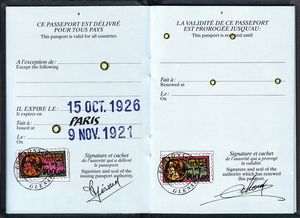 CE PASSEPORT EST DÉLIVRÉ
POUR TOUS PAYS
This passport is valid for all countries
A l'exception de :
Except the following
IL EXPIRE LE: 15 OCT. 1926
It expires on
PARIS
Fait à
Issued at
le 9 NOV. 1921
Signature et cachet
de l'autorité qui a délivré
le passeport.
Signature and seal of the
issuing passport authority
LA VALIDITÉ DE CE PASSEPORT
EST PROROGÉE JUSQU'AU:
This passport is renewed until
Fait à
Renewed at
le
Signature et cachet
de l'autorité qui a prorogé
la validité.
Signature and seal of the
authority which has renewed
this passport.